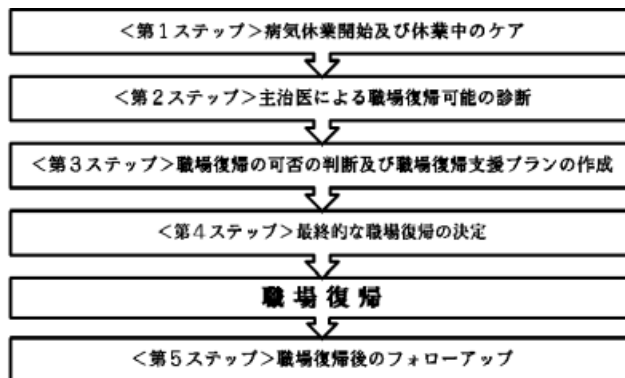 <第1ステップ>病気休業開始及び休業中のケア
<第2ステップ>主治医による職場復帰可能の診断
<第3ステップ>職場復帰の可否の判断及び職場復帰支援プランの作成
<第4ステップ>最終的な職場復帰の決定
職場復帰
<第5ステップ>職場復帰後のフォローアップ